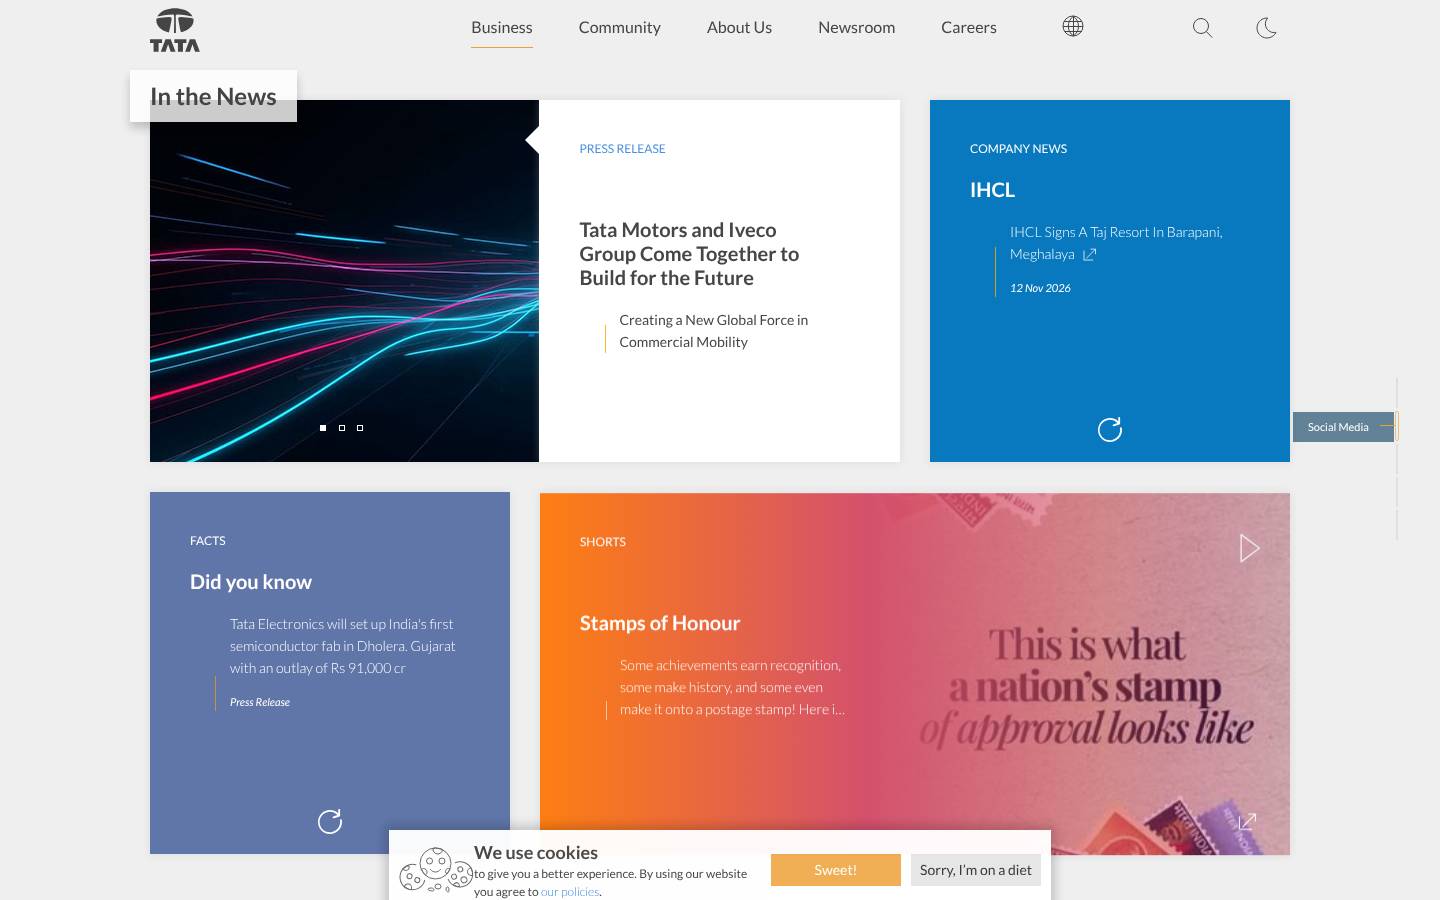 TATA
Business
Community
About Us
Newsroom
Careers
In the News
PRESS RELEASE
Tata Motors and Iveco
Group Come Together to
Build for the Future
Creating a New Global Force in
Commercial Mobility
COMPANY NEWS
IHCL
IHCL Signs A Taj Resort In Barapani,
Meghalaya
12 Nov 2026
Social Media
FACTS
Did you know
Tata Electronics will set up India's first
semiconductor fab in Dholera. Gujarat
with an outlay of Rs 91,000 cr
Press Release
SHORTS
Stamps of Honour
Some achievements earn recognition,
some make history, and some even
make it onto a postage stamp! Here i...
This is what
a nation's stamp
of approval looks like
We use cookies
to give you a better experience. By using our website
you agree to our policies.
Sweet!
Sorry, I'm on a diet